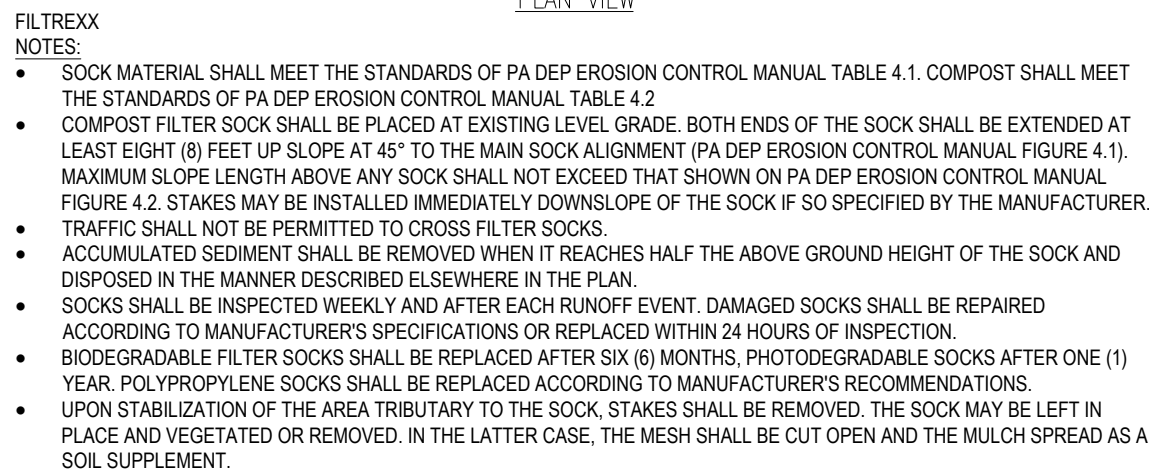 PLAN VIEW
FILTREXX
NOTES:
• SOCK MATERIAL SHALL MEET THE STANDARDS OF PA DEP EROSION CONTROL MANUAL TABLE 4.1. COMPOST SHALL MEET
THE STANDARDS OF PA DEP EROSION CONTROL MANUAL TABLE 4.2
• COMPOST FILTER SOCK SHALL BE PLACED AT EXISTING LEVEL GRADE. BOTH ENDS OF THE SOCK SHALL BE EXTENDED AT
LEAST EIGHT (8) FEET UP SLOPE AT 45° TO THE MAIN SOCK ALIGNMENT (PA DEP EROSION CONTROL MANUAL FIGURE 4.1).
MAXIMUM SLOPE LENGTH ABOVE ANY SOCK SHALL NOT EXCEED THAT SHOWN ON PA DEP EROSION CONTROL MANUAL
FIGURE 4.2. STAKES MAY BE INSTALLED IMMEDIATELY DOWNSLOPE OF THE SOCK IF SO SPECIFIED BY THE MANUFACTURER.
• TRAFFIC SHALL NOT BE PERMITTED TO CROSS FILTER SOCKS.
• ACCUMULATED SEDIMENT SHALL BE REMOVED WHEN IT REACHES HALF THE ABOVE GROUND HEIGHT OF THE SOCK AND
DISPOSED IN THE MANNER DESCRIBED ELSEWHERE IN THE PLAN.
• SOCKS SHALL BE INSPECTED WEEKLY AND AFTER EACH RUNOFF EVENT. DAMAGED SOCKS SHALL BE REPAIRED
ACCORDING TO MANUFACTURER'S SPECIFICATIONS OR REPLACED WITHIN 24 HOURS OF INSPECTION.
• BIODEGRADABLE FILTER SOCKS SHALL BE REPLACED AFTER SIX (6) MONTHS, PHOTODEGRADABLE SOCKS AFTER ONE (1)
YEAR. POLYPROPYLENE SOCKS SHALL BE REPLACED ACCORDING TO MANUFACTURER'S RECOMMENDATIONS.
• UPON STABILIZATION OF THE AREA TRIBUTARY TO THE SOCK, STAKES SHALL BE REMOVED. THE SOCK MAY BE LEFT IN
PLACE AND VEGETATED OR REMOVED. IN THE LATTER CASE, THE MESH SHALL BE CUT OPEN AND THE MULCH SPREAD AS A
SOIL SUPPLEMENT.